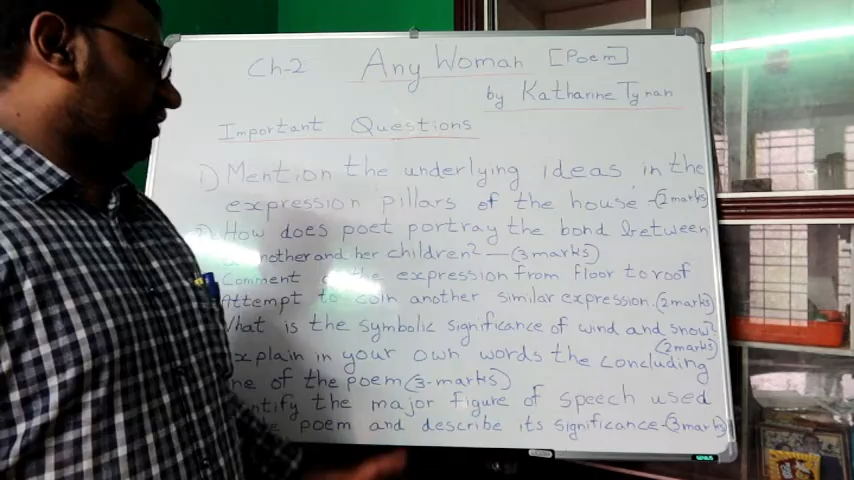 Ch-2 Any Woman [Poem]
by Katharine Tynan
Important Questions
1) Mention the underlying ideas in the
expression pillars of the house -(2 marks)
How does poet portray the bond between
mother and her children? - (3 marks)
Comment the expression from floor to roof
Attempt to coin another similar expression. (2 marks)
What is the symbolic significance of wind and snow?
(2 marks)
explain in your own words the concluding
of the poem (3-marks)
the major figure of speech used
poem and describe its significance-(3 marks)